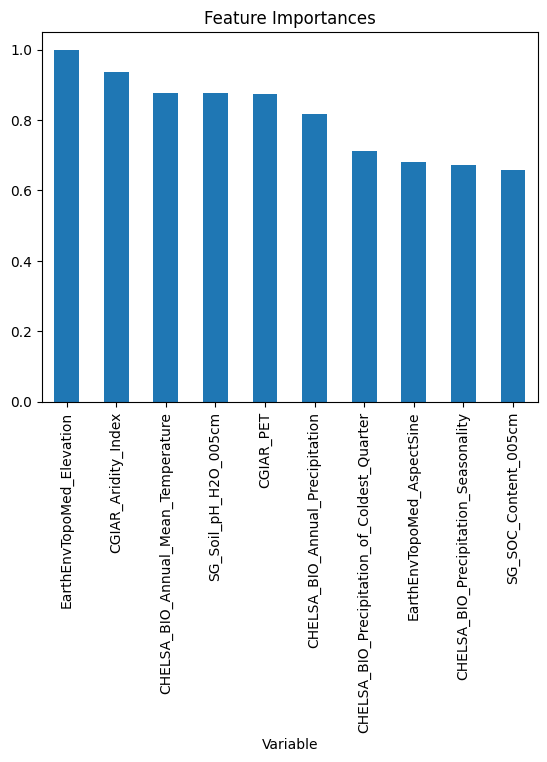 Feature Importances
1.0
0.8
0.6
0.4
0.2
0.0
EarthEnvTopoMed_Elevation
CGIAR_Aridity_Index
CHELSA_BIO_Annual_Mean_Temperature
SG_Soil_pH_H2O_005cm
CGIAR_PET
CHELSA_BIO_Annual_Precipitation
CHELSA_BIO_Precipitation_of_Coldest_Quarter
EarthEnvTopoMed_AspectSine
CHELSA_BIO_Precipitation_Seasonality
SG_SOC_Content_005cm
Variable